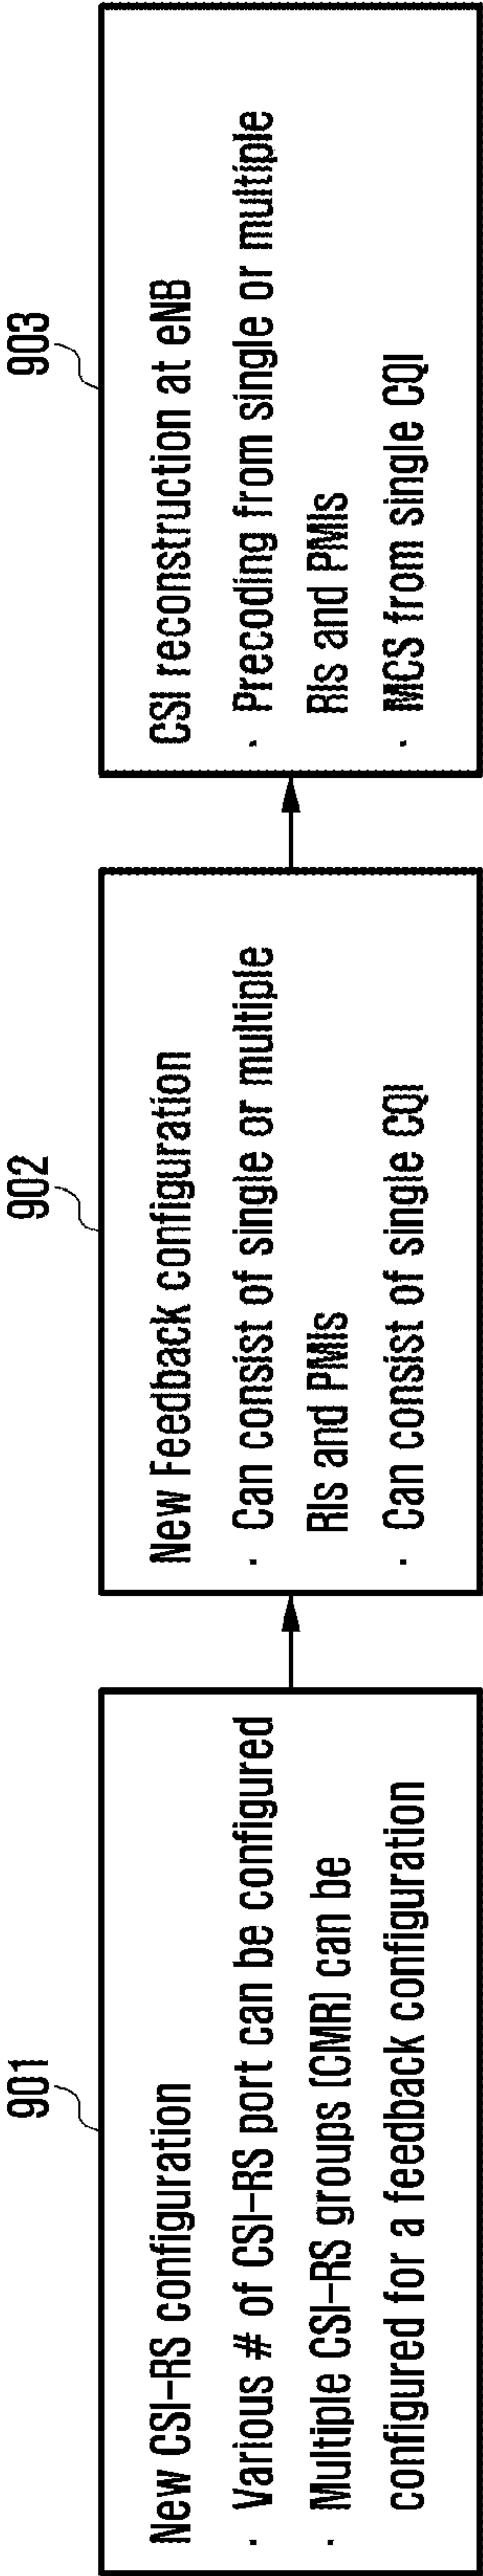 901
New CSI-RS configuration
· Various # of CSI-RS port can be configured
· Multiple CSI-RS groups (CMR) can be
configured for a feedback configuration
902
New Feedback configuration
· Can consist of single or multiple
RIs and PMIs
· Can consist of single CQI
903
CSI reconstruction at eNB
· Precoding from single or multiple
RIs and PMIs
· MCS from single CQI